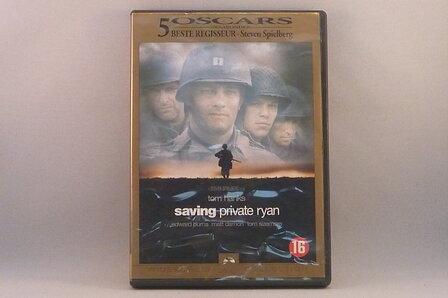 5 OSCARS
BESTE REGISSEUR - Steven Spielberg
tom hanks
saving private ryan
edward burns matt damon tom sizemore
16